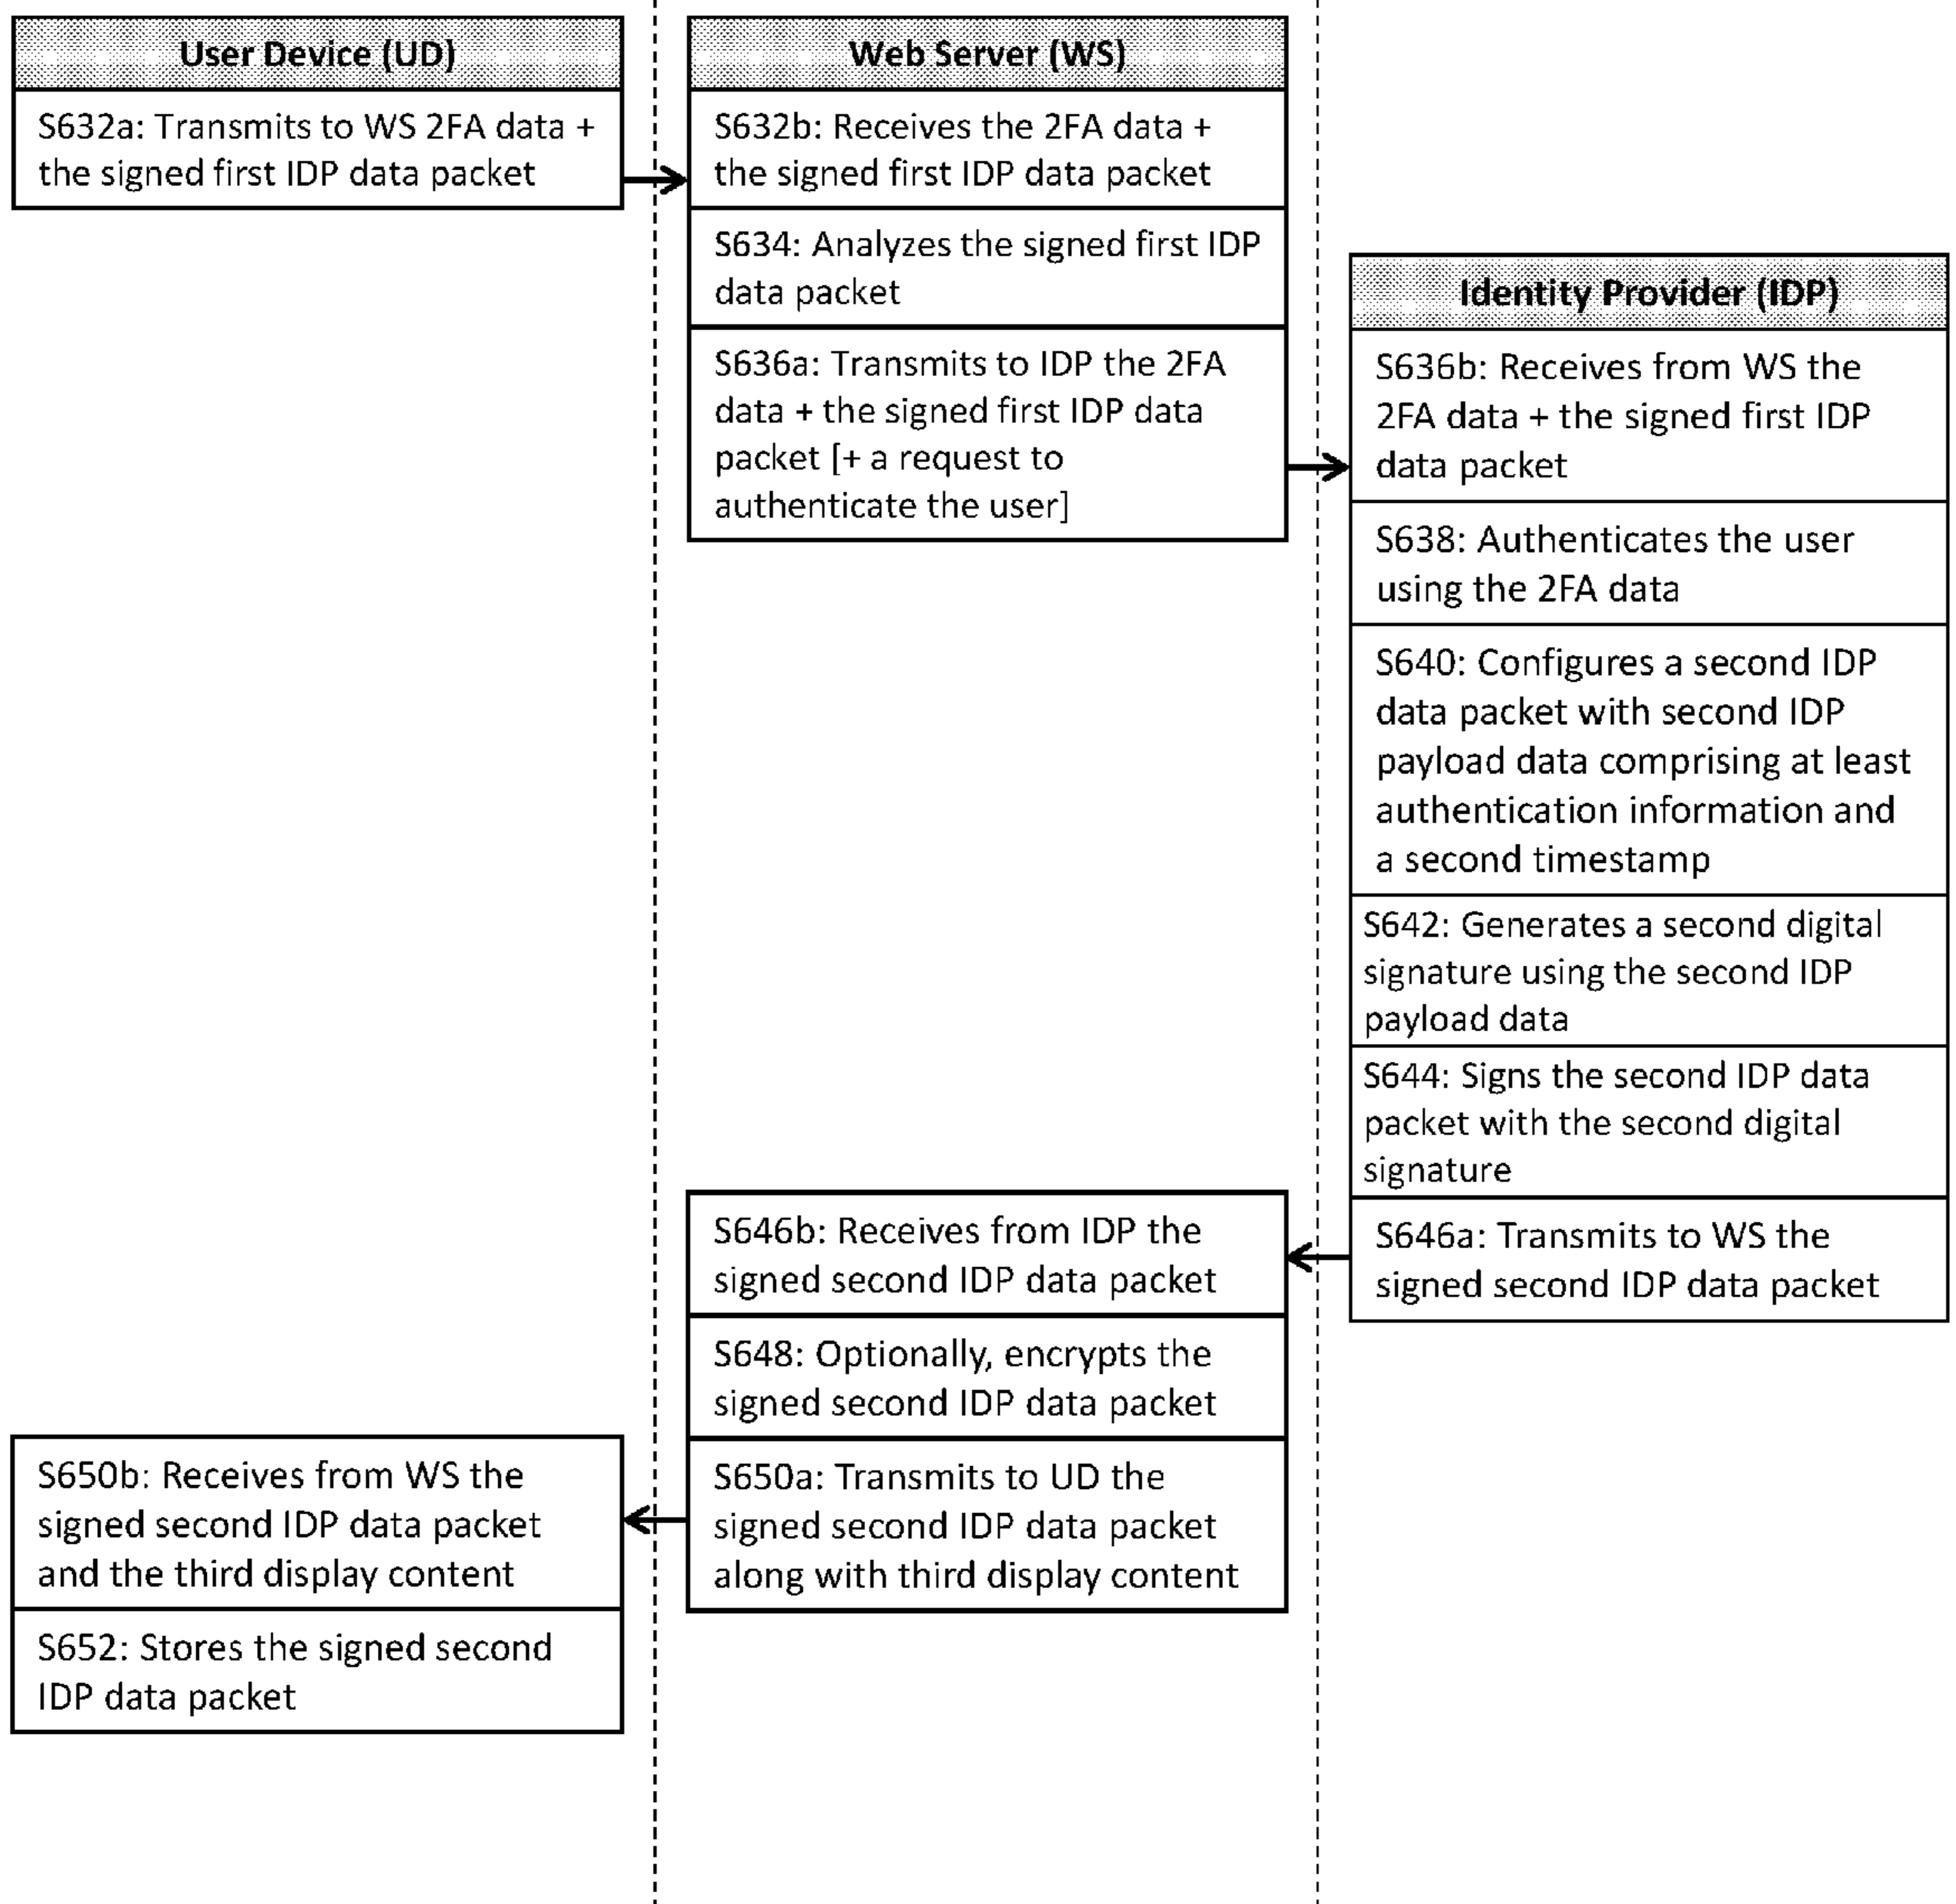 User Device (UD)
S632a: Transmits to WS 2FA data +
the signed first IDP data packet
Web Server (WS)
S632b: Receives the 2FA data +
the signed first IDP data packet
S634: Analyzes the signed first IDP
data packet
S636a: Transmits to IDP the 2FA
data + the signed first IDP data
packet [+ a request to
authenticate the user]
Identity Provider (IDP)
S636b: Receives from WS the
2FA data + the signed first IDP
data packet
S638: Authenticates the user
using the 2FA data
S640: Configures a second IDP
data packet with second IDP
payload data comprising at least
authentication information and
a second timestamp
S642: Generates a second digital
signature using the second IDP
payload data
S644: Signs the second IDP data
packet with the second digital
signature
S646a: Transmits to WS the
signed second IDP data packet
S646b: Receives from IDP the
signed second IDP data packet
S648: Optionally, encrypts the
signed second IDP data packet
S650a: Transmits to UD the
signed second IDP data packet
along with third display content
S650b: Receives from WS the
signed second IDP data packet
and the third display content
S652: Stores the signed second
IDP data packet